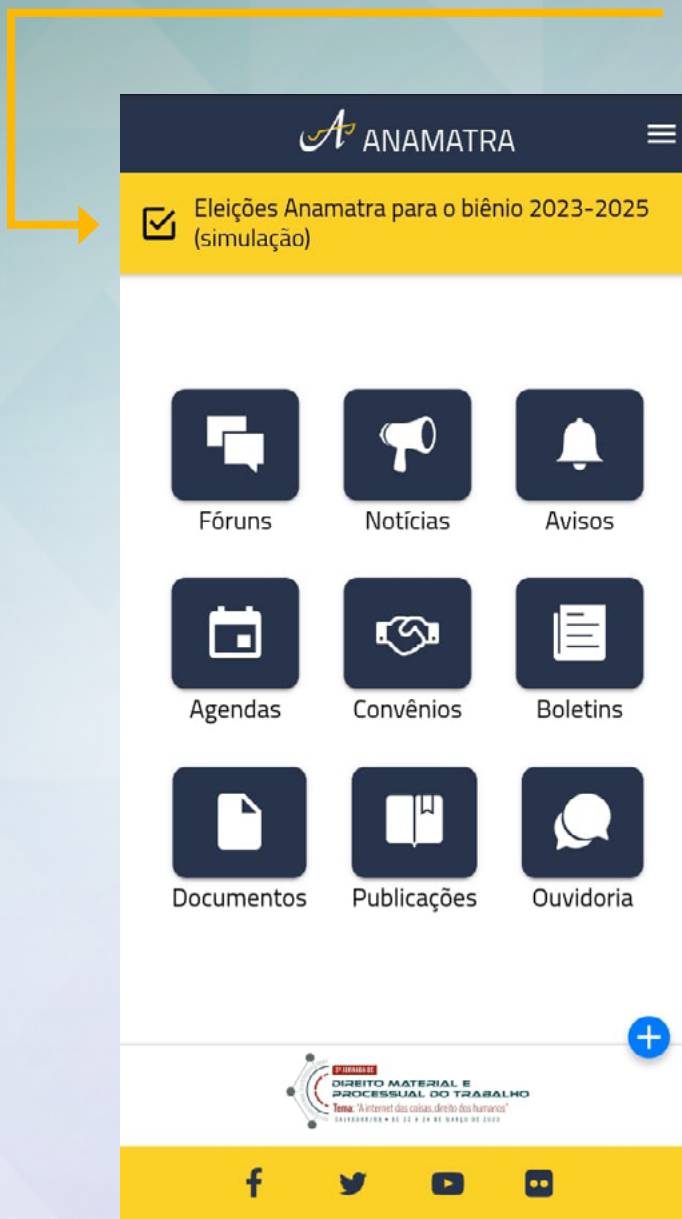 ANAMATRA
Eleições Anamatra para o biênio 2023-2025
(simulação)
Fóruns Notícias Avisos
Agendas Convênios Boletins
Documentos Publicações Ouvidoria
DIREITO MATERIAL E
PROCESSUAL DO TRABALHO
Tema: "A internet das coisas, direito dos humanos"